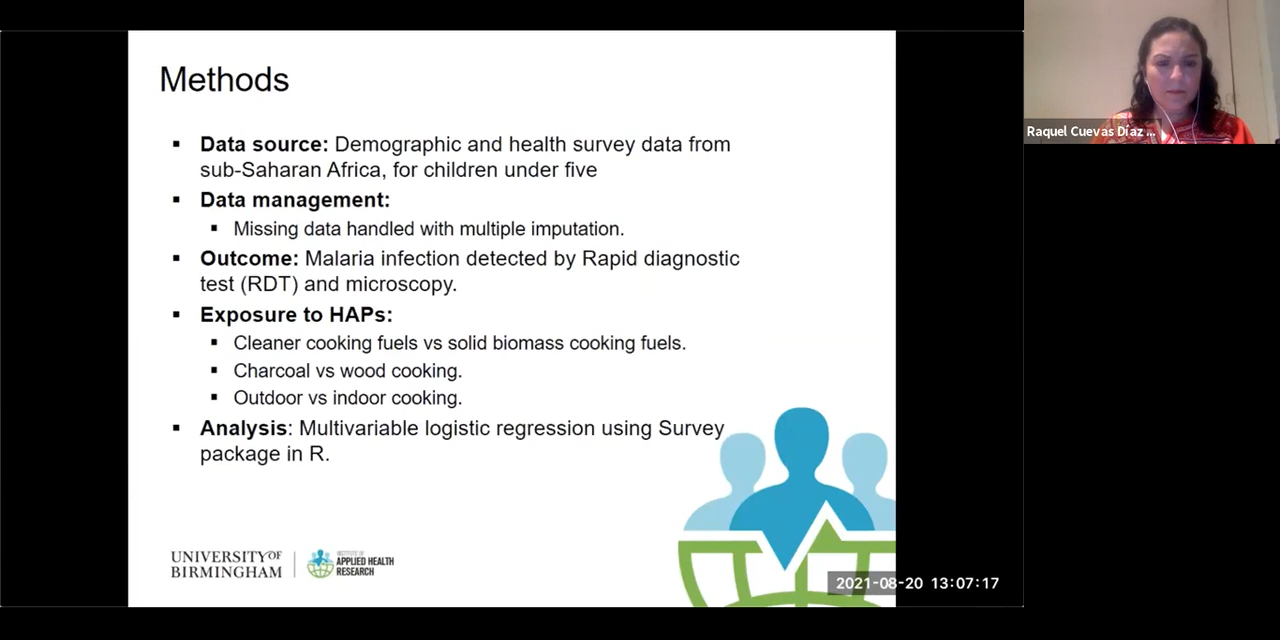 Methods
▪ Data source: Demographic and health survey data from
sub-Saharan Africa, for children under five
▪ Data management:
▪ Missing data handled with multiple imputation.
▪ Outcome: Malaria infection detected by Rapid diagnostic
test (RDT) and microscopy.
▪ Exposure to HAPs:
▪ Cleaner cooking fuels vs solid biomass cooking fuels.
▪ Charcoal vs wood cooking.
▪ Outdoor vs indoor cooking.
▪ Analysis: Multivariable logistic regression using Survey
package in R.
UNIVERSITY OF
BIRMINGHAM
INSTITUTE OF
APPLIED HEALTH
RESEARCH
2021-08-20 13:07:17
Raquel Cuevas Díaz ...